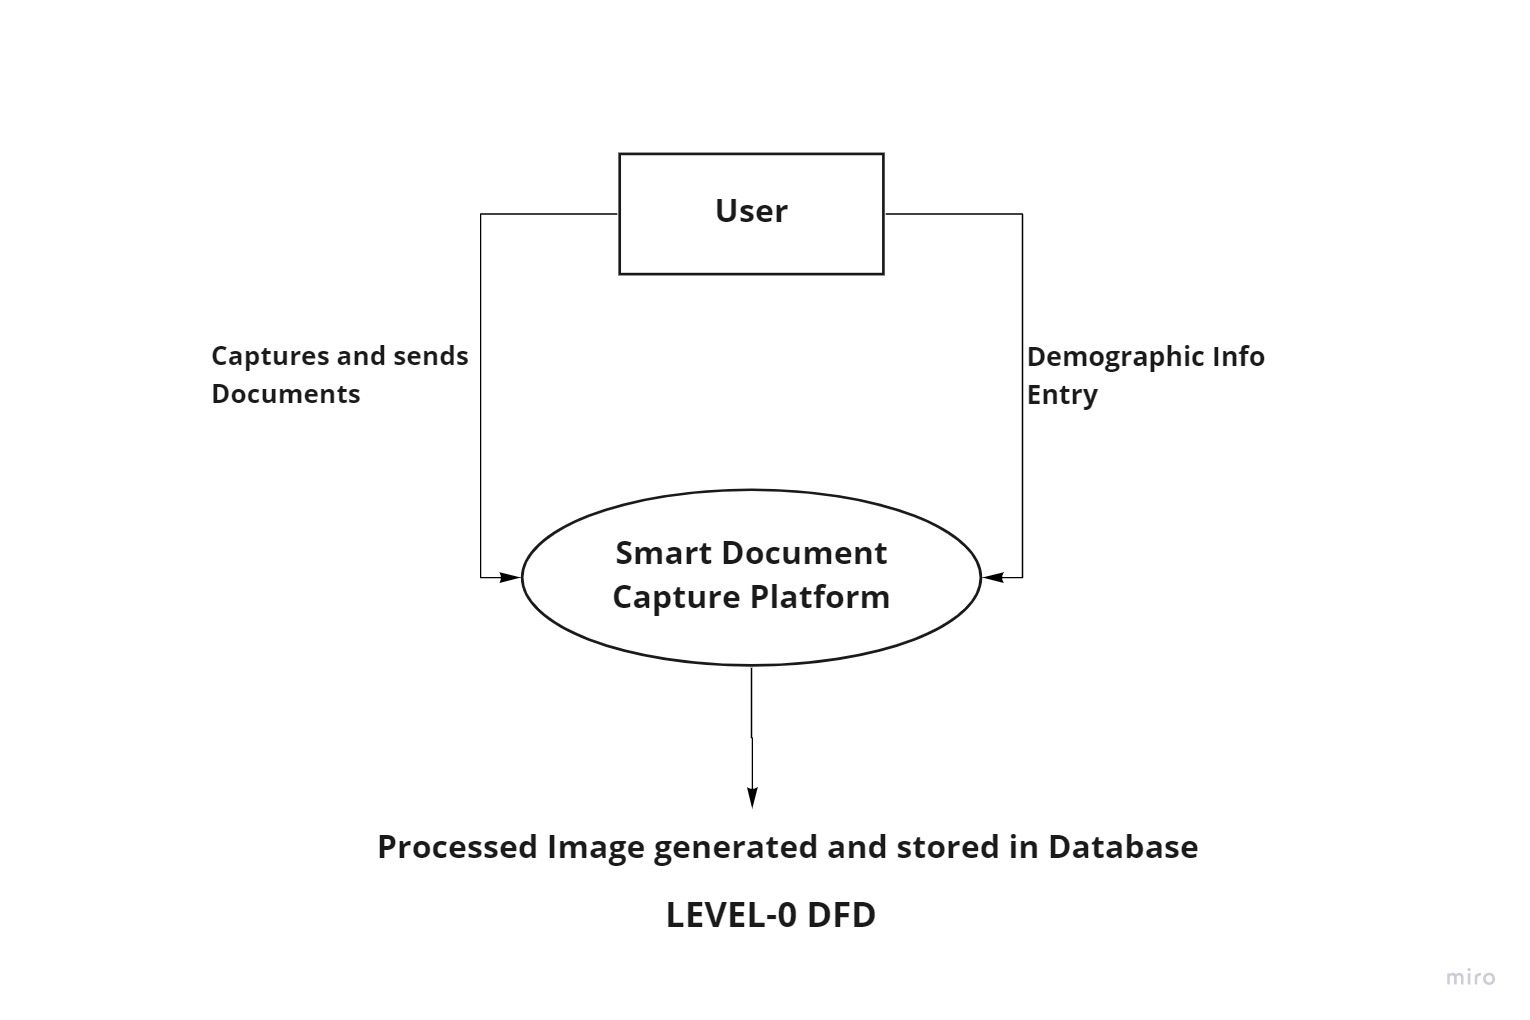 User
Captures and sends
Documents
Demographic Info
Entry
Smart Document
Capture Platform
Processed Image generated and stored in Database
LEVEL-0 DFD
miro